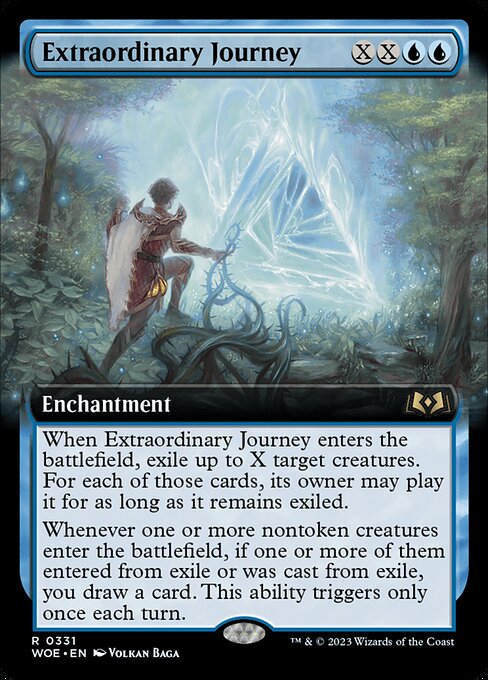 Extraordinary Journey X X
Enchantment
When Extraordinary Journey enters the
battlefield, exile up to X target creatures.
For each of those cards, its owner may play
it for as long as it remains exiled.
Whenever one or more nontoken creatures
enter the battlefield, if one or more of them
entered from exile or was cast from exile,
you draw a card. This ability triggers only
once each turn.
R 0331 ™ & © 2023 Wizards of the Coast
WOE • EN Volkan Baga